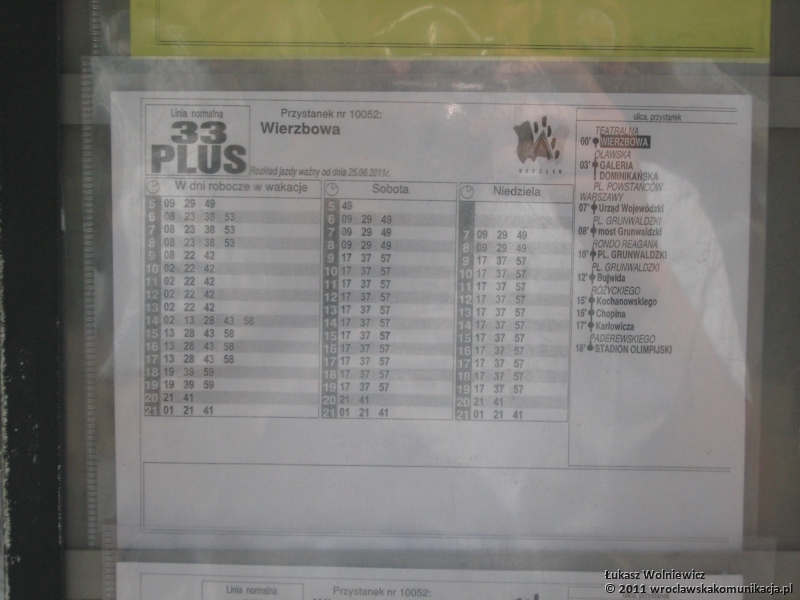 Linia normalna
33
PLUS
Przystanek nr 10052:
Wierzbowa
WROCŁAW
Rozkład jazdy ważny od dnia 25.06.2011r.
W dni robocze w wakacje
5 09 29 49
6 08 23 38 53
7 08 23 38 53
8 08 23 38 53
9 08 22 42
10 02 22 42
11 02 22 42
12 02 22 42
13 02 22 42
14 02 13 28 43 58
15 13 28 43 58
16 13 28 43 58
17 13 28 43 58
18 19 39 59
19 19 39 59
20 21 41
21 01 21 41
Sobota
5 49
6 09 29 49
7 09 29 49
8 09 29 49
9 17 37 57
10 17 37 57
11 17 37 57
12 17 37 57
13 17 37 57
14 17 37 57
15 17 37 57
16 17 37 57
17 17 37 57
18 17 37 57
19 17 37 57
20 21 41
21 01 21 41
Niedziela
7 09 29 49
8 09 29 49
9 17 37 57
10 17 37 57
11 17 37 57
12 17 37 57
13 17 37 57
14 17 37 57
15 17 37 57
16 17 37 57
17 17 37 57
18 17 37 57
19 17 37 57
20 21 41
21 01 21 41
ulica, przystanek
TEATRALNA
00' WIERZBOWA
OŁAWSKA
03' GALERIA
DOMINIKAŃSKA
PL. POWSTAŃCÓW
WARSZAWY
07' Urząd Wojewódzki
PL. GRUNWALDZKI
08' most Grunwaldzki
RONDO REAGANA
10' PL. GRUNWALDZKI
PL. GRUNWALDZKI
12' Bujwida
RÓŻYCKIEGO
15' Kochanowskiego
16' Chopina
17' Karłowicza
PADEREWSKIEGO
18' STADION OLIMPIJSKI
Linia normalna
Przystanek nr 10052:
Łukasz Wolniewicz
© 2011 wroclawskakomunikacja.pl